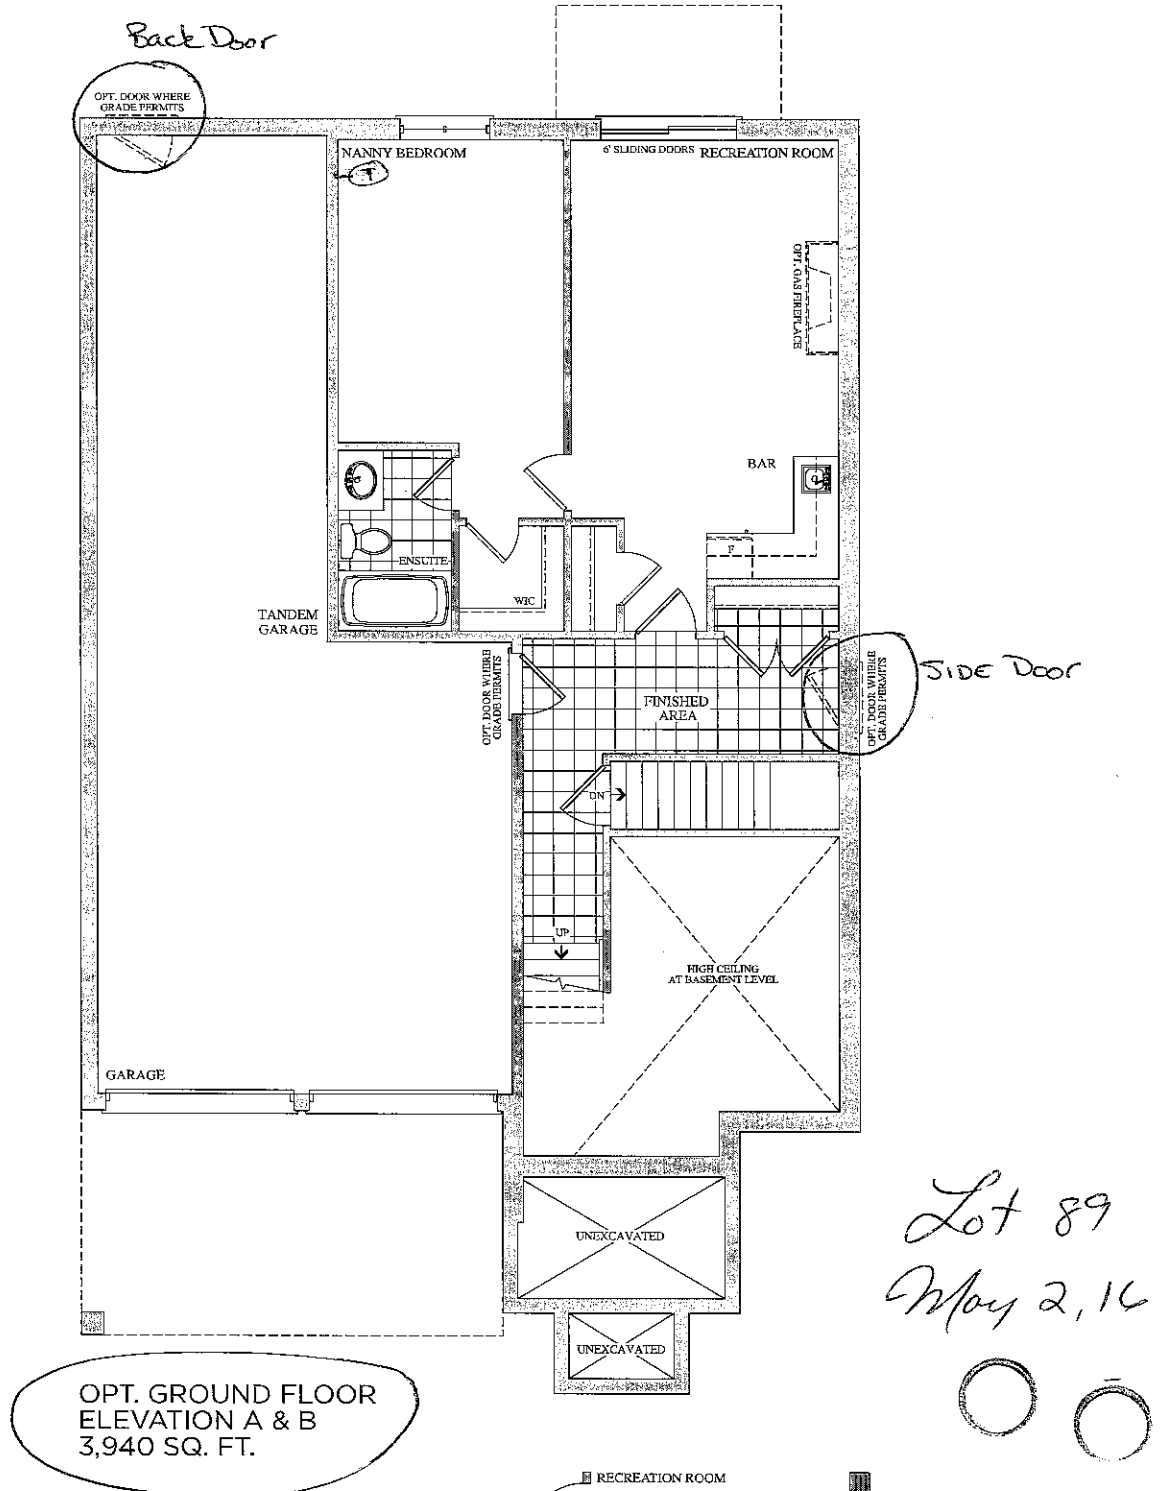 Back Door
OPT. DOOR WHERE
GRADE PERMITS
NANNY BEDROOM
T
6' SLIDING DOORS
RECREATION ROOM
OPT. GAS FIREPLACE
BAR
F
ENSUITE
WIC
TANDEM
GARAGE
OPT. DOOR WHERE
GRADE PERMITS
FINISHED
AREA
OPT. DOOR WHERE
GRADE PERMITS
SIDE Door
DN
UP
HIGH CEILING
AT BASEMENT LEVEL
GARAGE
UNEXCAVATED
Lot 89
May 2, 16
UNEXCAVATED
OPT. GROUND FLOOR
ELEVATION A & B
3,940 SQ. FT.
RECREATION ROOM